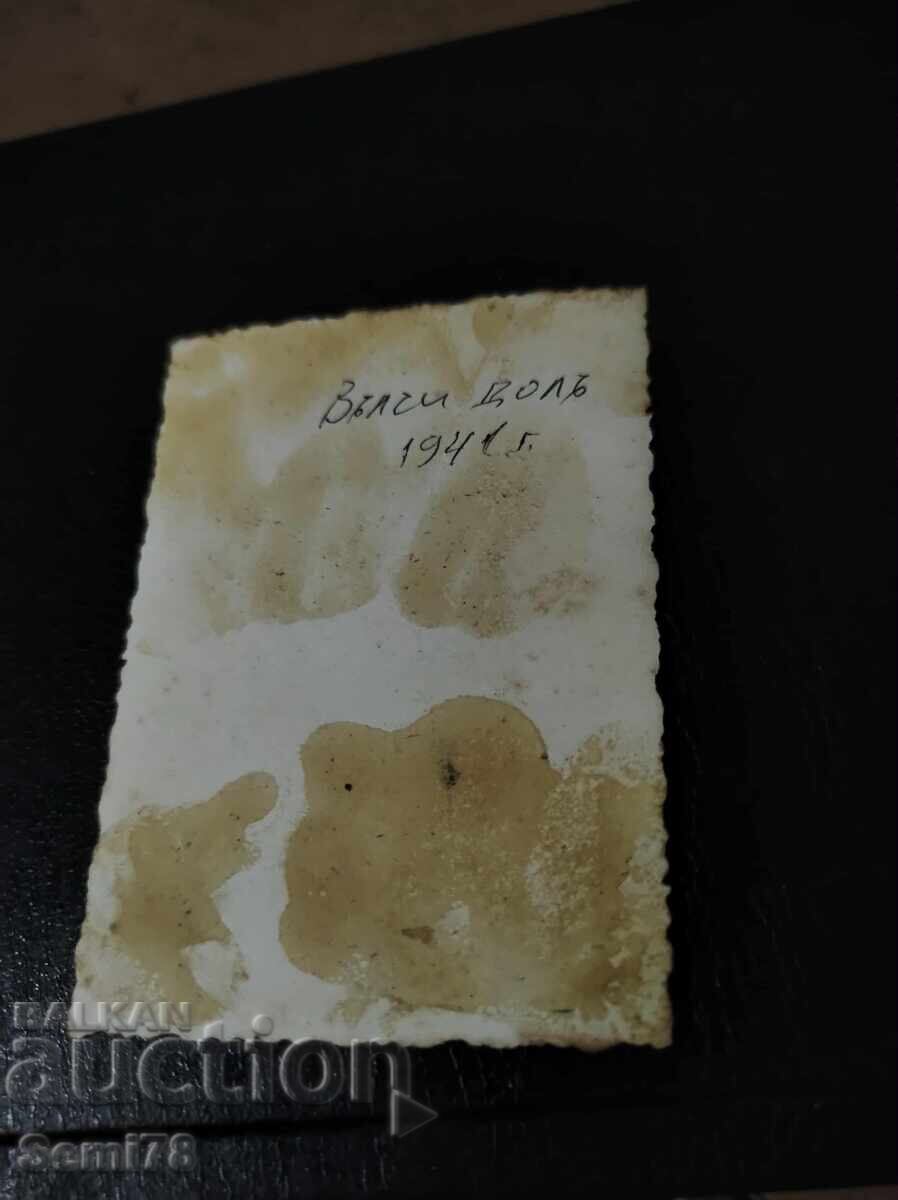 Вълчи долъ
1941 г.
BALKAN
auction
Semi78